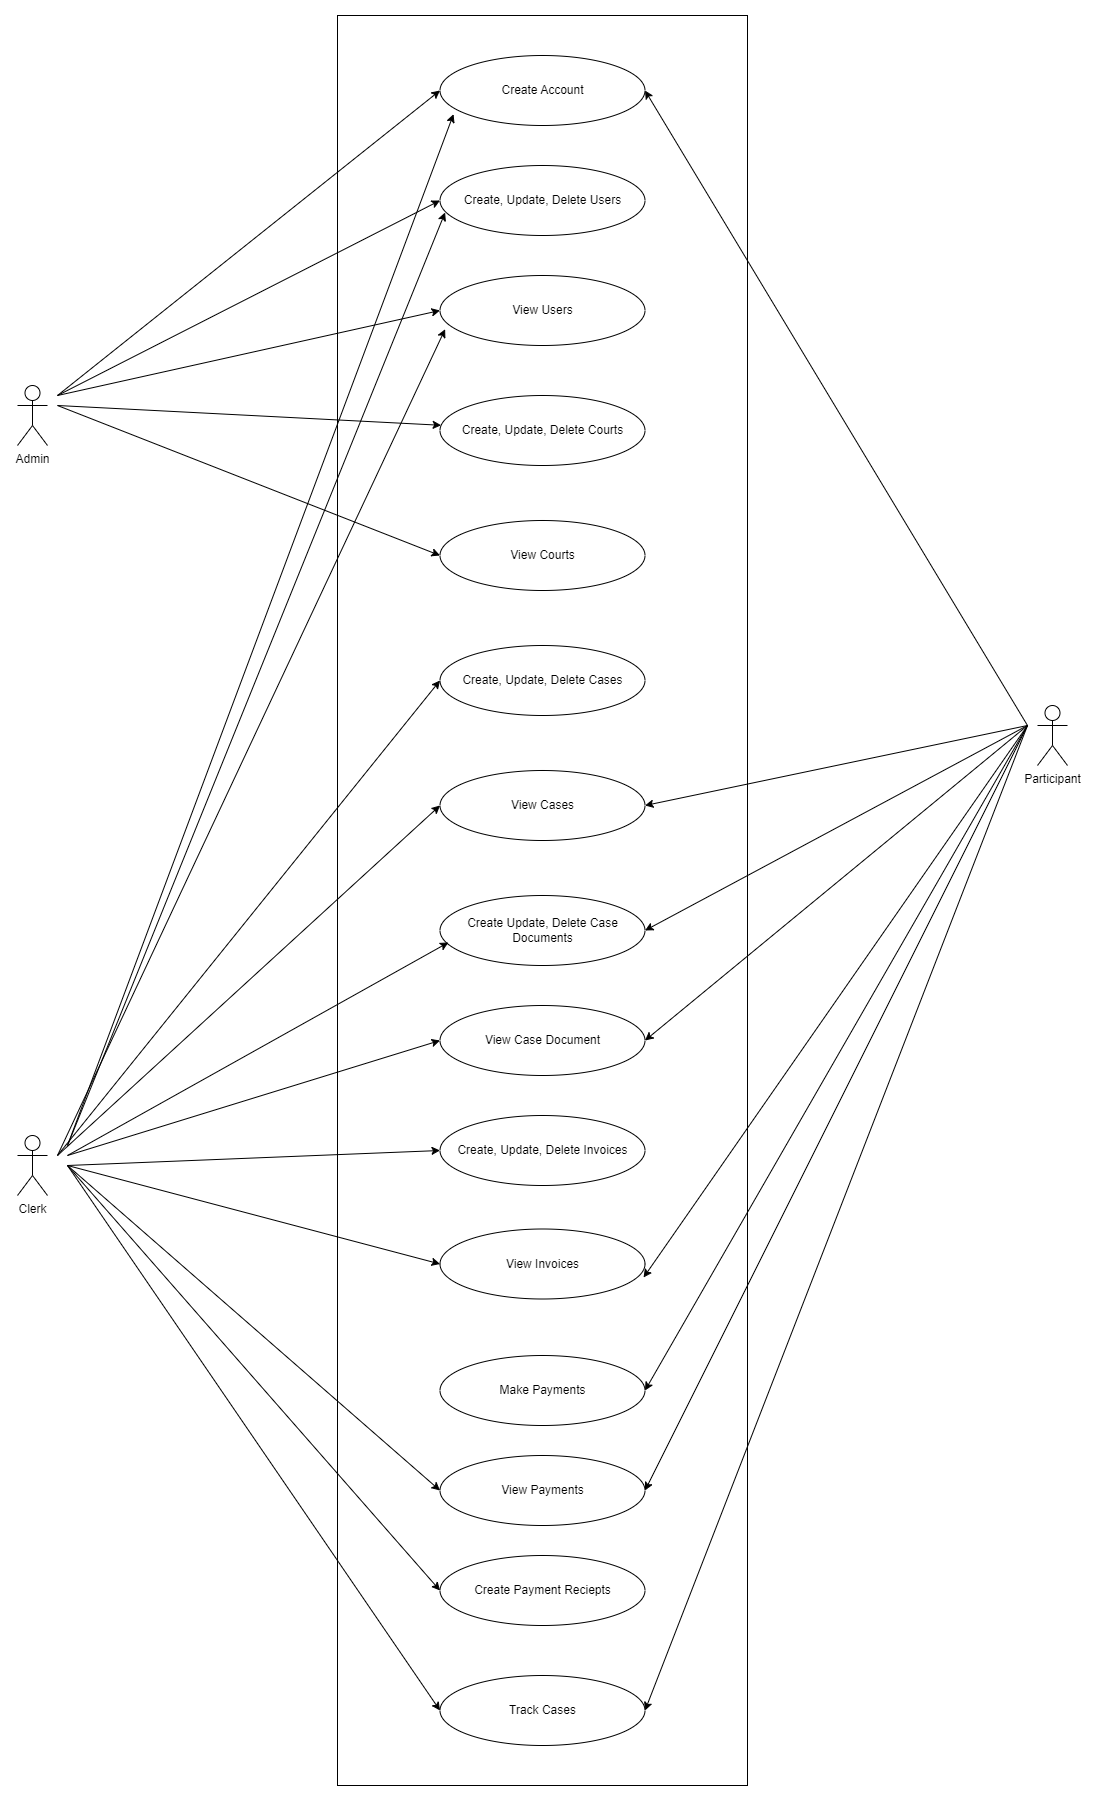 Create Account
Create, Update, Delete Users
View Users
Admin
Create, Update, Delete Courts
View Courts
Create, Update, Delete Cases
Participant
View Cases
Create Update, Delete Case
Documents
View Case Document
Clerk
Create, Update, Delete Invoices
View Invoices
Make Payments
View Payments
Create Payment Reciepts
Track Cases